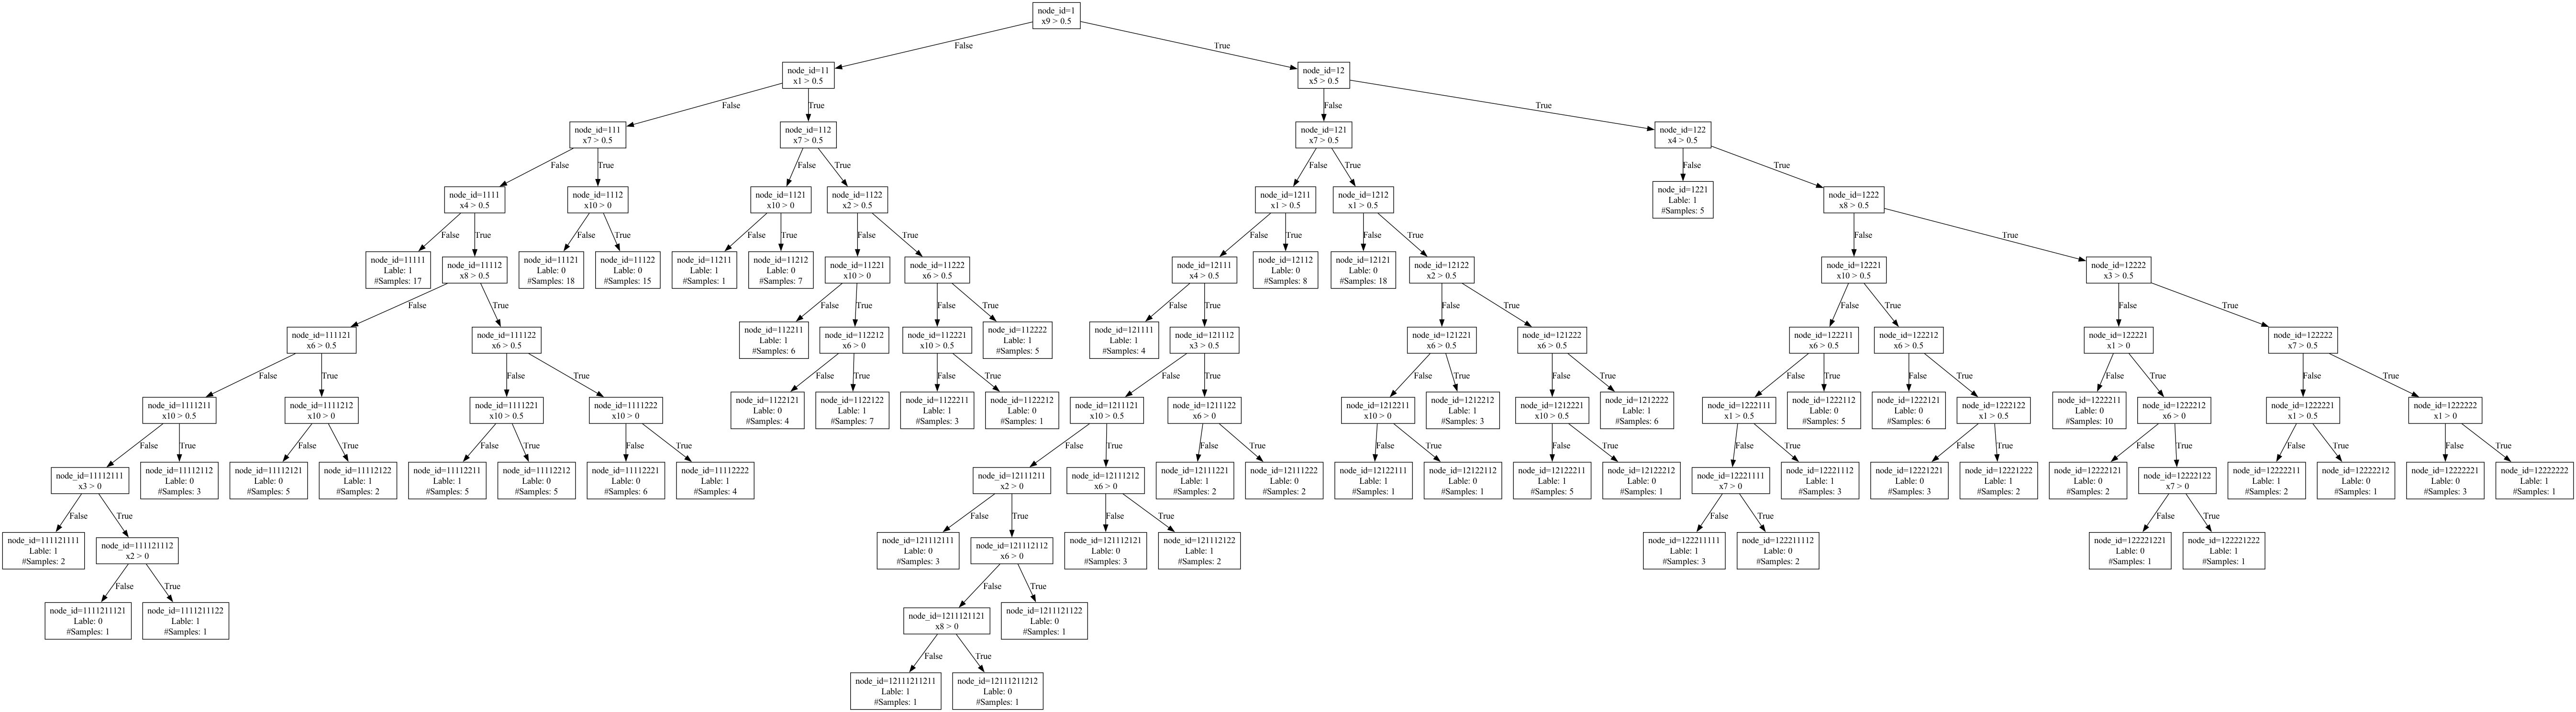 node_id=1
x9 > 0.5
False
True
node_id=11
x1 > 0.5
node_id=12
x5 > 0.5
False
True
False
True
node_id=111
x7 > 0.5
node_id=112
x7 > 0.5
node_id=121
x7 > 0.5
node_id=122
x4 > 0.5
False
True
False
True
False
True
False
True
node_id=1111
x4 > 0.5
node_id=1112
x10 > 0
node_id=1121
x10 > 0
node_id=1122
x2 > 0.5
node_id=1211
x1 > 0.5
node_id=1212
x1 > 0.5
node_id=1221
Lable: 1
#Samples: 5
node_id=1222
x8 > 0.5
False
True
False
True
False
True
False
True
False
True
False
True
False
True
node_id=11111
Lable: 1
#Samples: 17
node_id=11112
x8 > 0.5
node_id=11121
Lable: 0
#Samples: 18
node_id=11122
Lable: 0
#Samples: 15
node_id=11211
Lable: 1
#Samples: 1
node_id=11212
Lable: 0
#Samples: 7
node_id=11221
x10 > 0
node_id=11222
x6 > 0.5
node_id=12111
x4 > 0.5
node_id=12112
Lable: 0
#Samples: 8
node_id=12121
Lable: 0
#Samples: 18
node_id=12122
x2 > 0.5
node_id=12221
x10 > 0.5
node_id=12222
x3 > 0.5
False
True
False
True
False
True
False
True
False
True
False
True
False
True
node_id=111121
x6 > 0.5
node_id=111122
x6 > 0.5
node_id=112211
Lable: 1
#Samples: 6
node_id=112212
x6 > 0
node_id=112221
x10 > 0.5
node_id=112222
Lable: 1
#Samples: 5
node_id=121111
Lable: 1
#Samples: 4
node_id=121112
x3 > 0.5
node_id=121221
x6 > 0.5
node_id=121222
x6 > 0.5
node_id=122211
x6 > 0.5
node_id=122212
x6 > 0.5
node_id=122221
x1 > 0
node_id=122222
x7 > 0.5
False
True
False
True
False
True
False
True
False
True
False
True
False
True
False
True
False
True
False
True
False
True
node_id=1111211
x10 > 0.5
node_id=1111212
x10 > 0
node_id=1111221
x10 > 0.5
node_id=1111222
x10 > 0
node_id=1122121
Lable: 0
#Samples: 4
node_id=1122122
Lable: 1
#Samples: 7
node_id=1122211
Lable: 1
#Samples: 3
node_id=1122212
Lable: 0
#Samples: 1
node_id=1211121
x10 > 0.5
node_id=1211122
x6 > 0
node_id=1212211
x10 > 0
node_id=1212212
Lable: 1
#Samples: 3
node_id=1212221
x10 > 0.5
node_id=1212222
Lable: 1
#Samples: 6
node_id=1222111
x1 > 0.5
node_id=1222112
Lable: 0
#Samples: 5
node_id=1222121
Lable: 0
#Samples: 6
node_id=1222122
x1 > 0.5
node_id=1222211
Lable: 0
#Samples: 10
node_id=1222212
x6 > 0
node_id=1222221
x1 > 0.5
node_id=1222222
x1 > 0
False
True
False
True
False
True
False
True
False
True
False
True
False
True
False
True
False
True
False
True
False
True
False
True
False
True
node_id=11112111
x3 > 0
node_id=11112112
Lable: 0
#Samples: 3
node_id=11112121
Lable: 0
#Samples: 5
node_id=11112122
Lable: 1
#Samples: 2
node_id=11112211
Lable: 1
#Samples: 5
node_id=11112212
Lable: 0
#Samples: 5
node_id=11112221
Lable: 0
#Samples: 6
node_id=11112222
Lable: 1
#Samples: 4
node_id=12111211
x2 > 0
node_id=12111212
x6 > 0
node_id=12111221
Lable: 1
#Samples: 2
node_id=12111222
Lable: 0
#Samples: 2
node_id=12122111
Lable: 1
#Samples: 1
node_id=12122112
Lable: 0
#Samples: 1
node_id=12122211
Lable: 1
#Samples: 5
node_id=12122212
Lable: 0
#Samples: 1
node_id=12221111
x7 > 0
node_id=12221112
Lable: 1
#Samples: 3
node_id=12221221
Lable: 0
#Samples: 3
node_id=12221222
Lable: 1
#Samples: 2
node_id=12222121
Lable: 0
#Samples: 2
node_id=12222122
x7 > 0
node_id=12222211
Lable: 1
#Samples: 2
node_id=12222212
Lable: 0
#Samples: 1
node_id=12222221
Lable: 0
#Samples: 3
node_id=12222222
Lable: 1
#Samples: 1
False
True
False
True
False
True
False
True
False
True
node_id=111121111
Lable: 1
#Samples: 2
node_id=111121112
x2 > 0
node_id=121112111
Lable: 0
#Samples: 3
node_id=121112112
x6 > 0
node_id=121112121
Lable: 0
#Samples: 3
node_id=121112122
Lable: 1
#Samples: 2
node_id=122211111
Lable: 1
#Samples: 3
node_id=122211112
Lable: 0
#Samples: 2
node_id=122221221
Lable: 0
#Samples: 1
node_id=122221222
Lable: 1
#Samples: 1
False
True
False
True
node_id=1111211121
Lable: 0
#Samples: 1
node_id=1111211122
Lable: 1
#Samples: 1
node_id=1211121121
x8 > 0
node_id=1211121122
Lable: 0
#Samples: 1
False
True
node_id=12111211211
Lable: 1
#Samples: 1
node_id=12111211212
Lable: 0
#Samples: 1